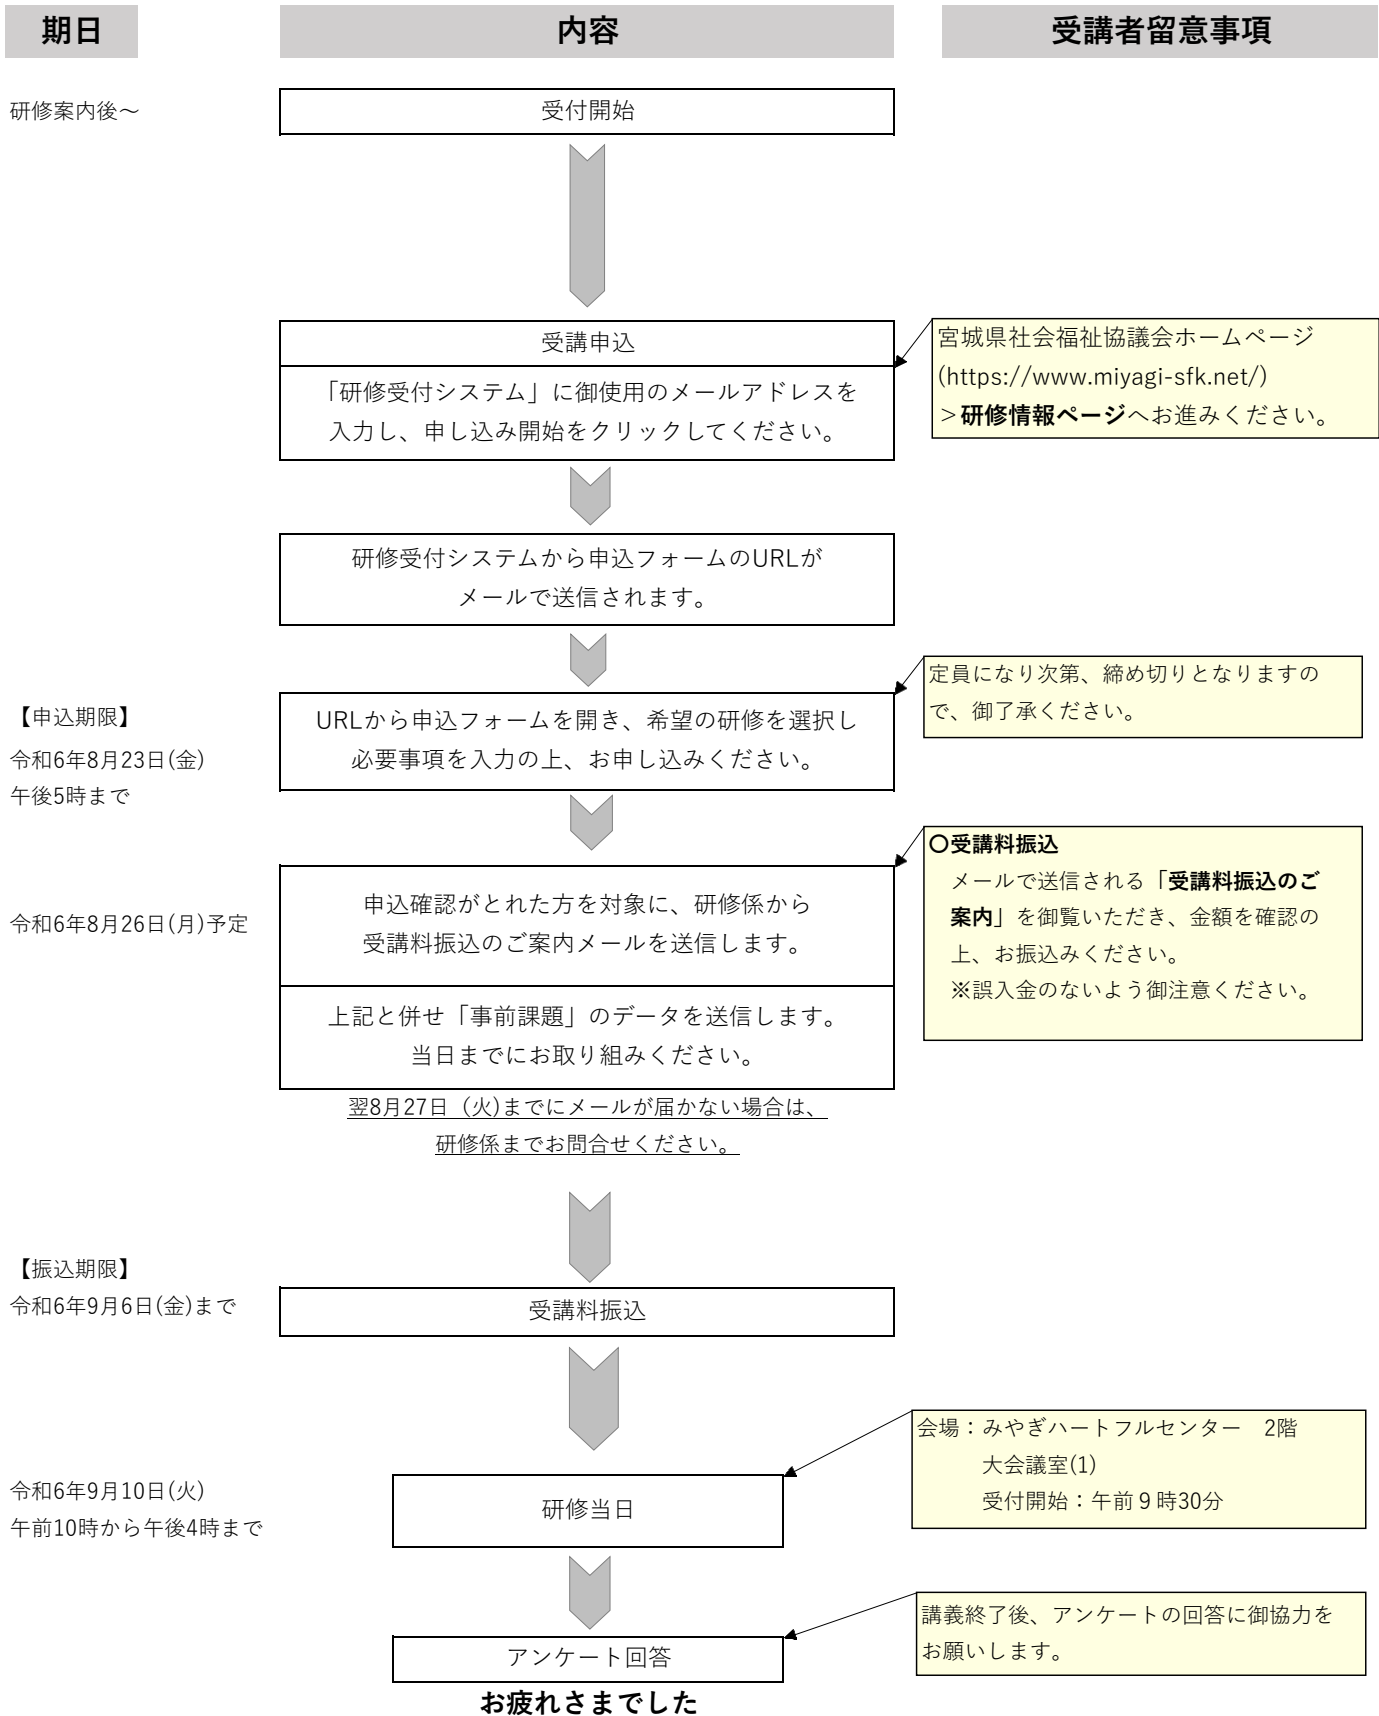 期日
内容
受講者留意事項
研修案内後～
受付開始
受講申込
「研修受付システム」に御使用のメールアドレスを
入力し、申し込み開始をクリックしてください。
宮城県社会福祉協議会ホームページ
(https://www.miyagi-sfk.net/)
＞研修情報ページへお進みください。
研修受付システムから申込フォームのURLが
メールで送信されます。
【申込期限】
令和6年8月23日(金)
午後5時まで
URLから申込フォームを開き、希望の研修を選択し
必要事項を入力の上、お申し込みください。
定員になり次第、締め切りとなりますの
で、御了承ください。
令和6年8月26日(月)予定
申込確認がとれた方を対象に、研修係から
受講料振込のご案内メールを送信します。
上記と併せ「事前課題」のデータを送信します。
当日までにお取り組みください。
〇受講料振込
メールで送信される「受講料振込のご
案内」を御覧いただき、金額を確認の
上、お振込みください。
※誤入金のないよう御注意ください。
翌8月27日（火)までにメールが届かない場合は、
研修係までお問合せください。
【振込期限】
令和6年9月6日(金)まで
受講料振込
令和6年9月10日(火)
午前10時から午後4時まで
研修当日
会場：みやぎハートフルセンター　2階
大会議室(1)
受付開始：午前９時30分
アンケート回答
講義終了後、アンケートの回答に御協力を
お願いします。
お疲れさまでした